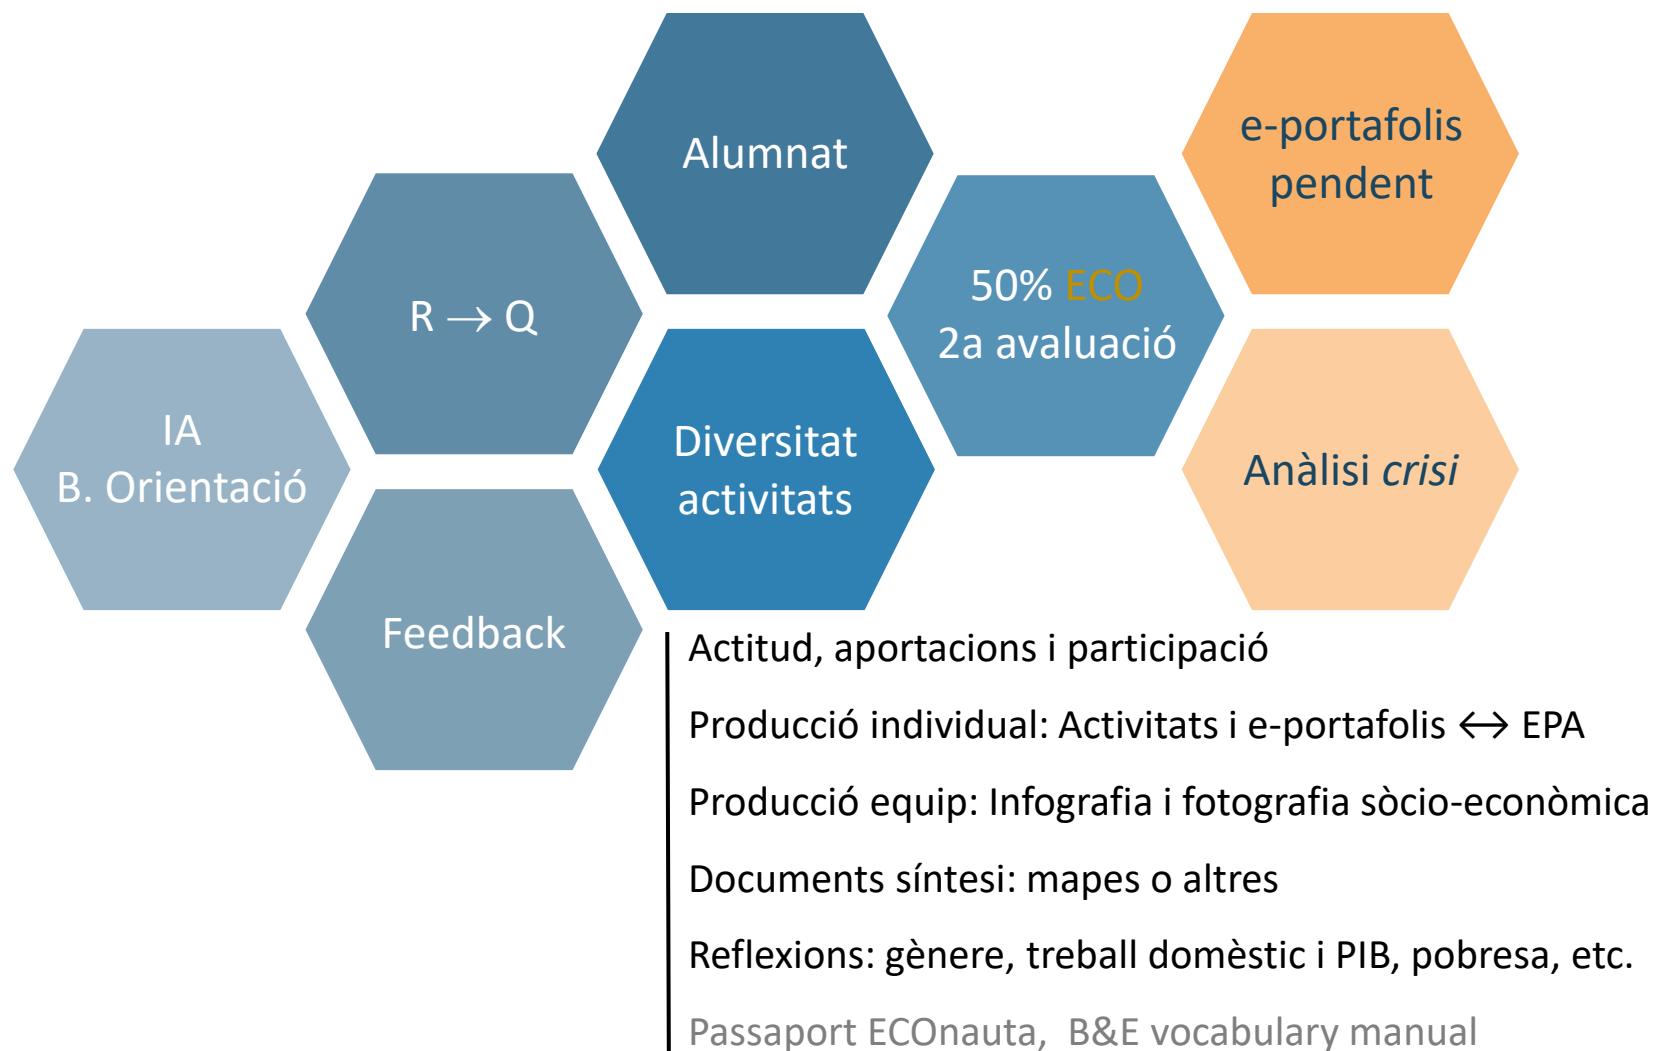 Alumnat
e-portafolis
pendent
R → Q
50% ECO
2a avaluació
IA
B. Orientació
Diversitat
activitats
Anàlisi crisi
Feedback
Actitud, aportacions i participació
Producció individual: Activitats i e-portafolis ↔ EPA
Producció equip: Infografia i fotografia sòcio-econòmica
Documents síntesi: mapes o altres
Reflexions: gènere, treball domèstic i PIB, pobresa, etc.
Passaport ECOnauta, B&E vocabulary manual